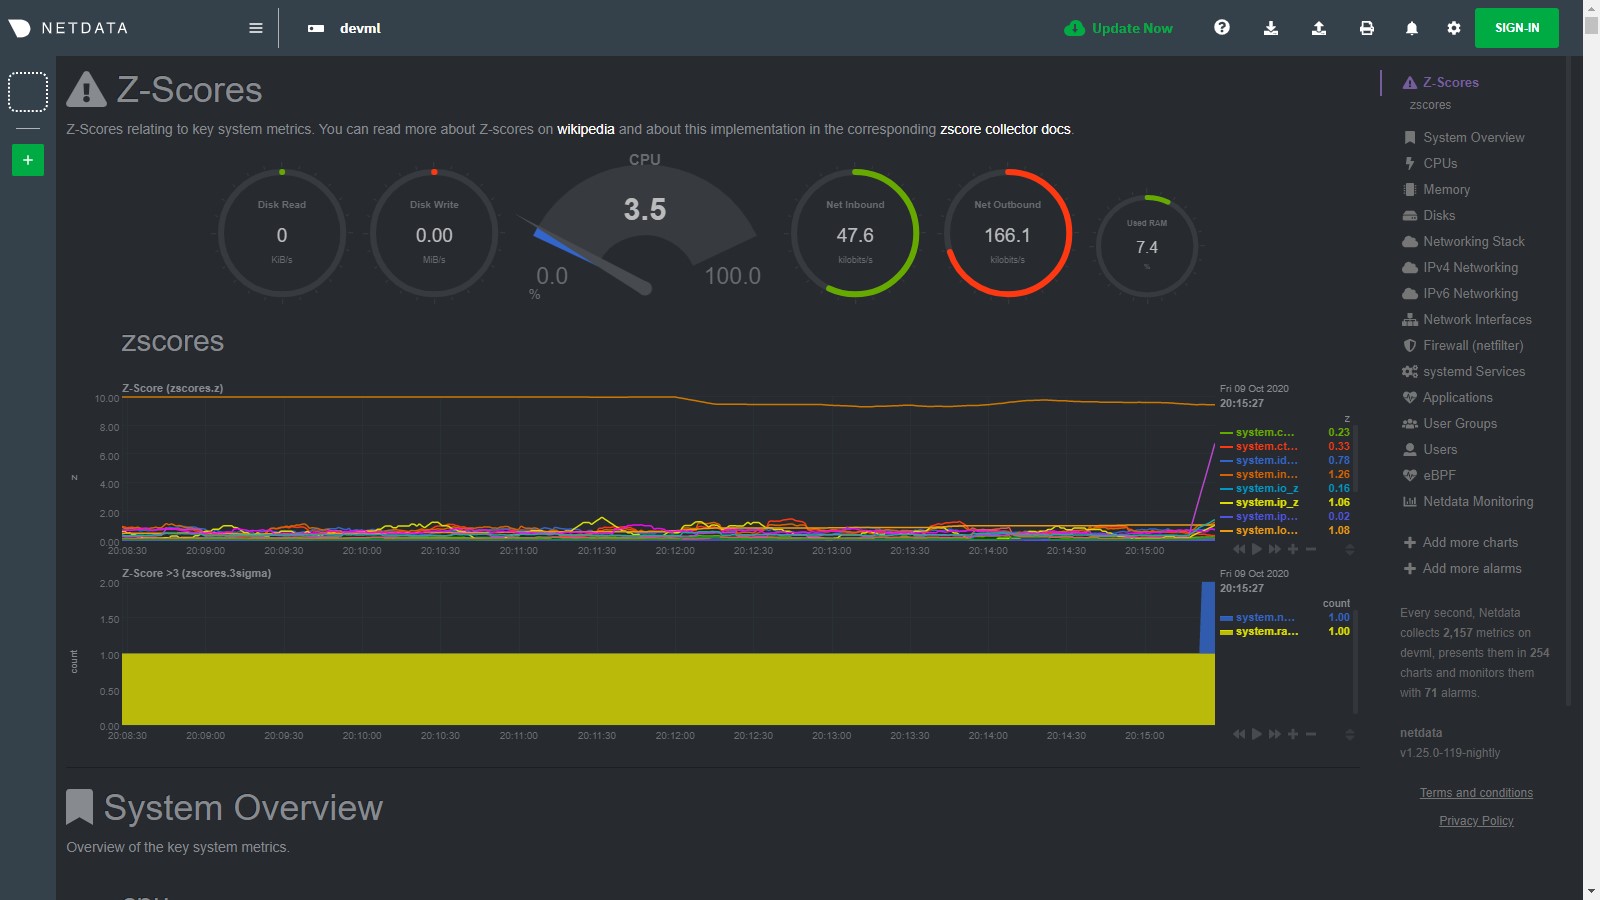 NETDATA
devml
Update Now
SIGN-IN
+
Z-Scores
Z-Scores relating to key system metrics. You can read more about Z-scores on wikipedia and about this implementation in the corresponding zscore collector docs.
Disk Read
0
KiB/s
Disk Write
0.00
MiB/s
CPU
3.5
0.0
100.0
%
Net Inbound
47.6
kilobits/s
Net Outbound
166.1
kilobits/s
Used RAM
7.4
%
zscores
Z-Score (zscores.z)
10.00
8.00
6.00
4.00
2.00
0.00
z
20:08:30 20:09:00 20:09:30 20:10:00 20:10:30 20:11:00 20:11:30 20:12:00 20:12:30 20:13:00 20:13:30 20:14:00 20:14:30 20:15:00
Fri 09 Oct 2020
20:15:27
z
system.c... 0.23
system.ct... 0.33
system.id... 0.78
system.in... 1.26
system.io_z 0.16
system.ip_z 1.06
system.ip... 0.02
system.lo... 1.08
Z-Score >3 (zscores.3sigma)
2.00
1.50
1.00
0.50
0.00
count
20:08:30 20:09:00 20:09:30 20:10:00 20:10:30 20:11:00 20:11:30 20:12:00 20:12:30 20:13:00 20:13:30 20:14:00 20:14:30 20:15:00
Fri 09 Oct 2020
20:15:27
count
system.n... 1.00
system.ra... 1.00
System Overview
Overview of the key system metrics.
Z-Scores
zscores
System Overview
CPUs
Memory
Disks
Networking Stack
IPv4 Networking
IPv6 Networking
Network Interfaces
Firewall (netfilter)
systemd Services
Applications
User Groups
Users
eBPF
Netdata Monitoring
Add more charts
Add more alarms
Every second, Netdata
collects 2,157 metrics on
devml, presents them in 254
charts and monitors them
with 71 alarms.
netdata
v1.25.0-119-nightly
Terms and conditions
Privacy Policy